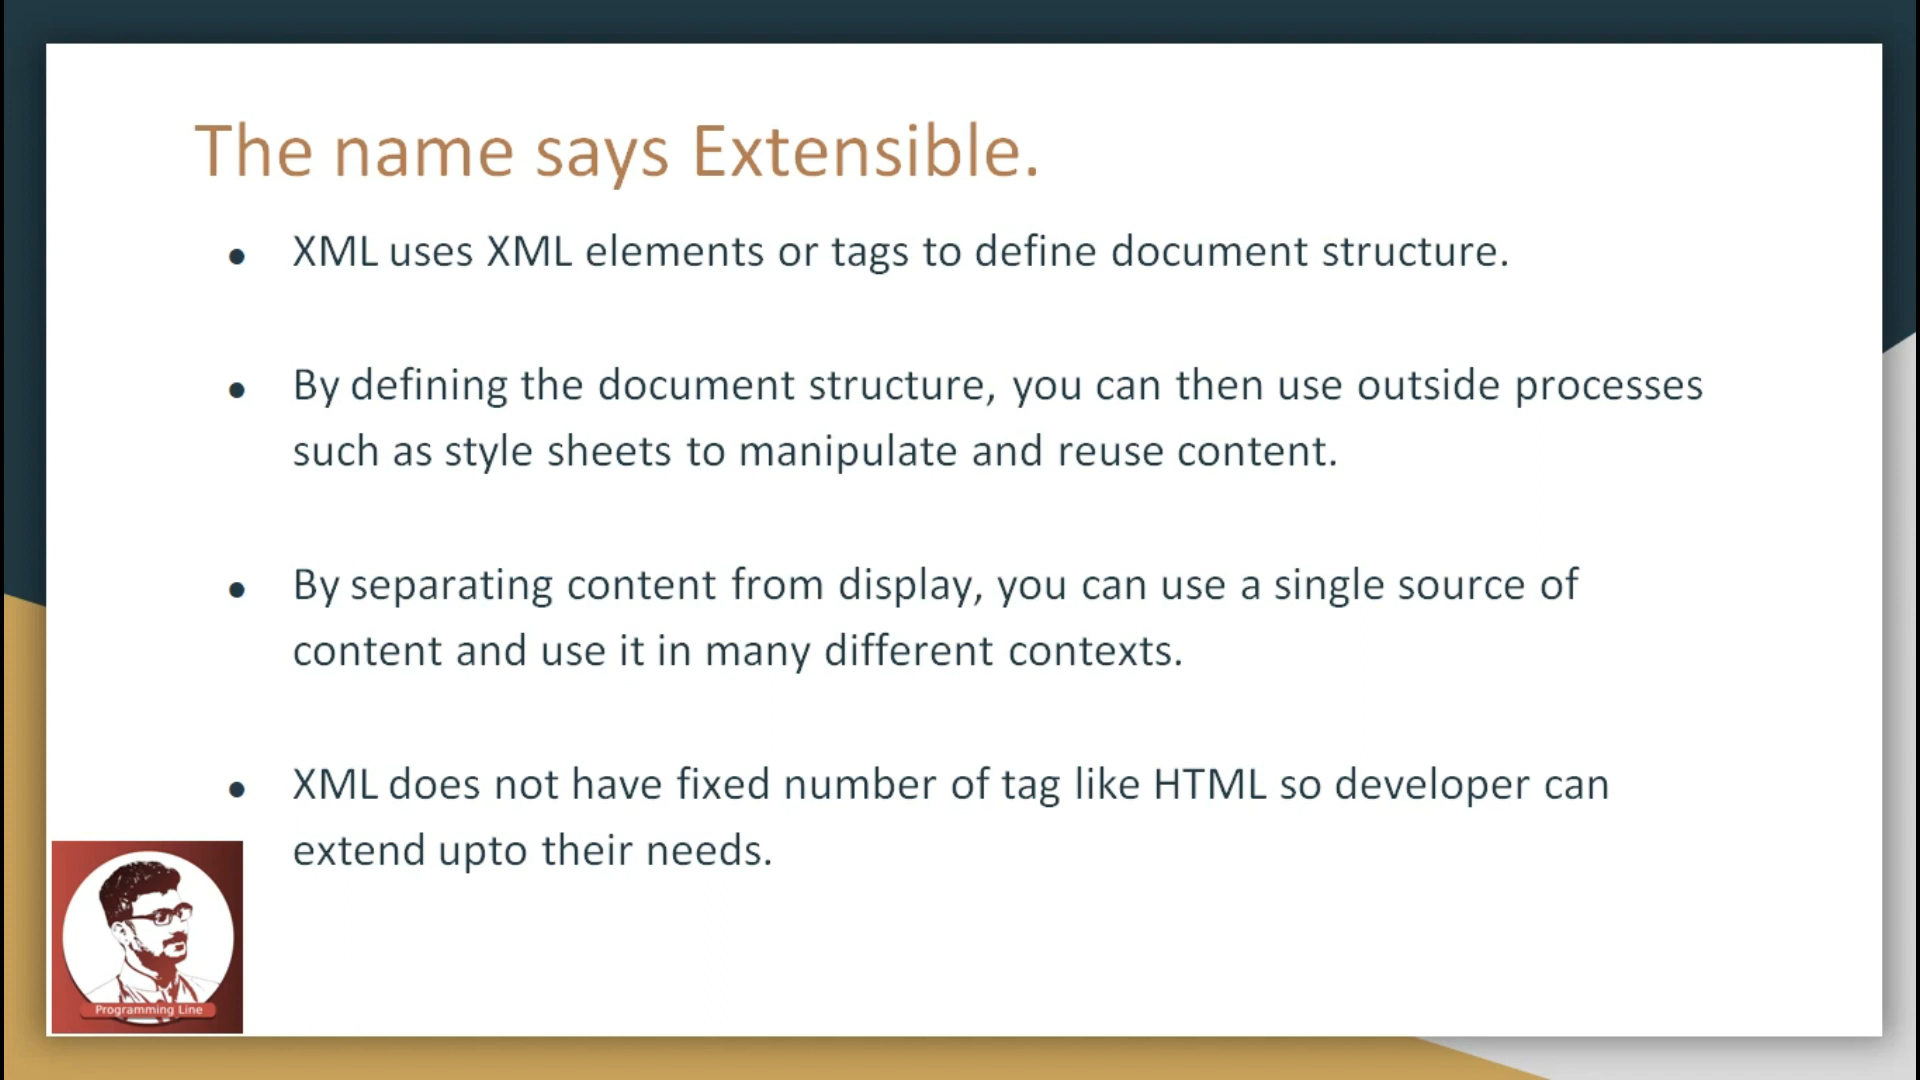 The name says Extensible.
XML uses XML elements or tags to define document structure.
By defining the document structure, you can then use outside processes
such as style sheets to manipulate and reuse content.
By separating content from display, you can use a single source of
content and use it in many different contexts.
XML does not have fixed number of tag like HTML so developer can
extend upto their needs.
Programming Line